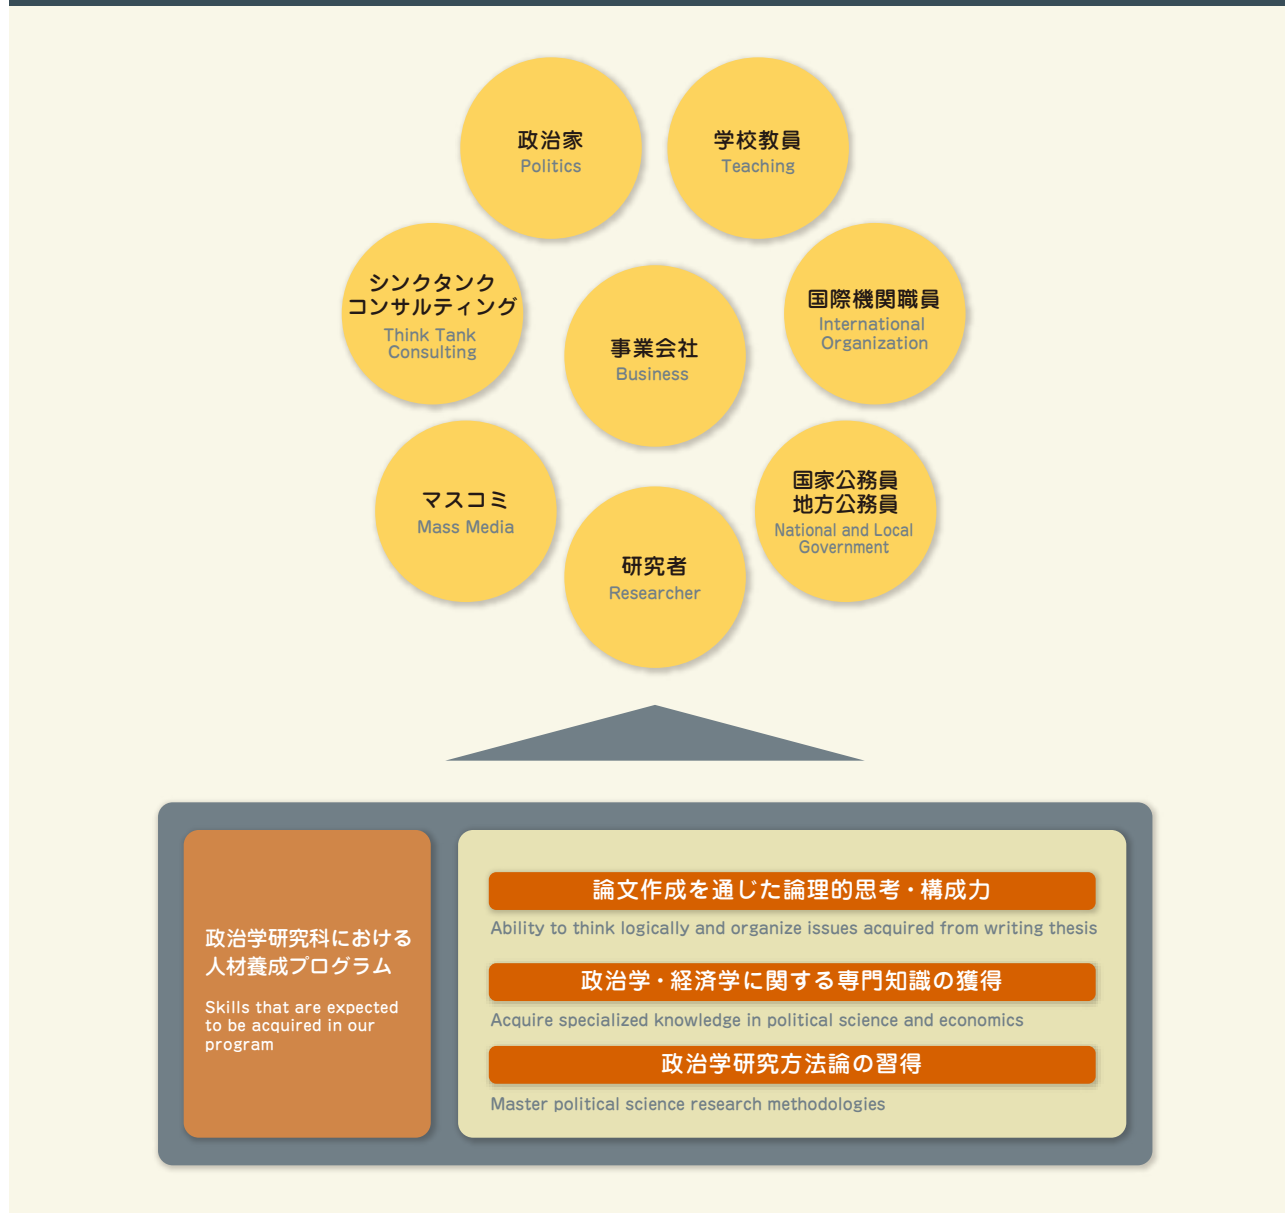 政治家
Politics
学校教員
Teaching
シンクタンク
コンサルティング
Think Tank
Consulting
国際機関職員
International
Organization
事業会社
Business
マスコミ
Mass Media
国家公務員
地方公務員
National and Local
Government
研究者
Researcher
政治学研究科における
人材養成プログラム
Skills that are expected
to be acquired in our
program
論文作成を通じた論理的思考・構成力
Ability to think logically and organize issues acquired from writing thesis
政治学・経済学に関する専門知識の獲得
Acquire specialized knowledge in political science and economics
政治学研究方法論の習得
Master political science research methodologies